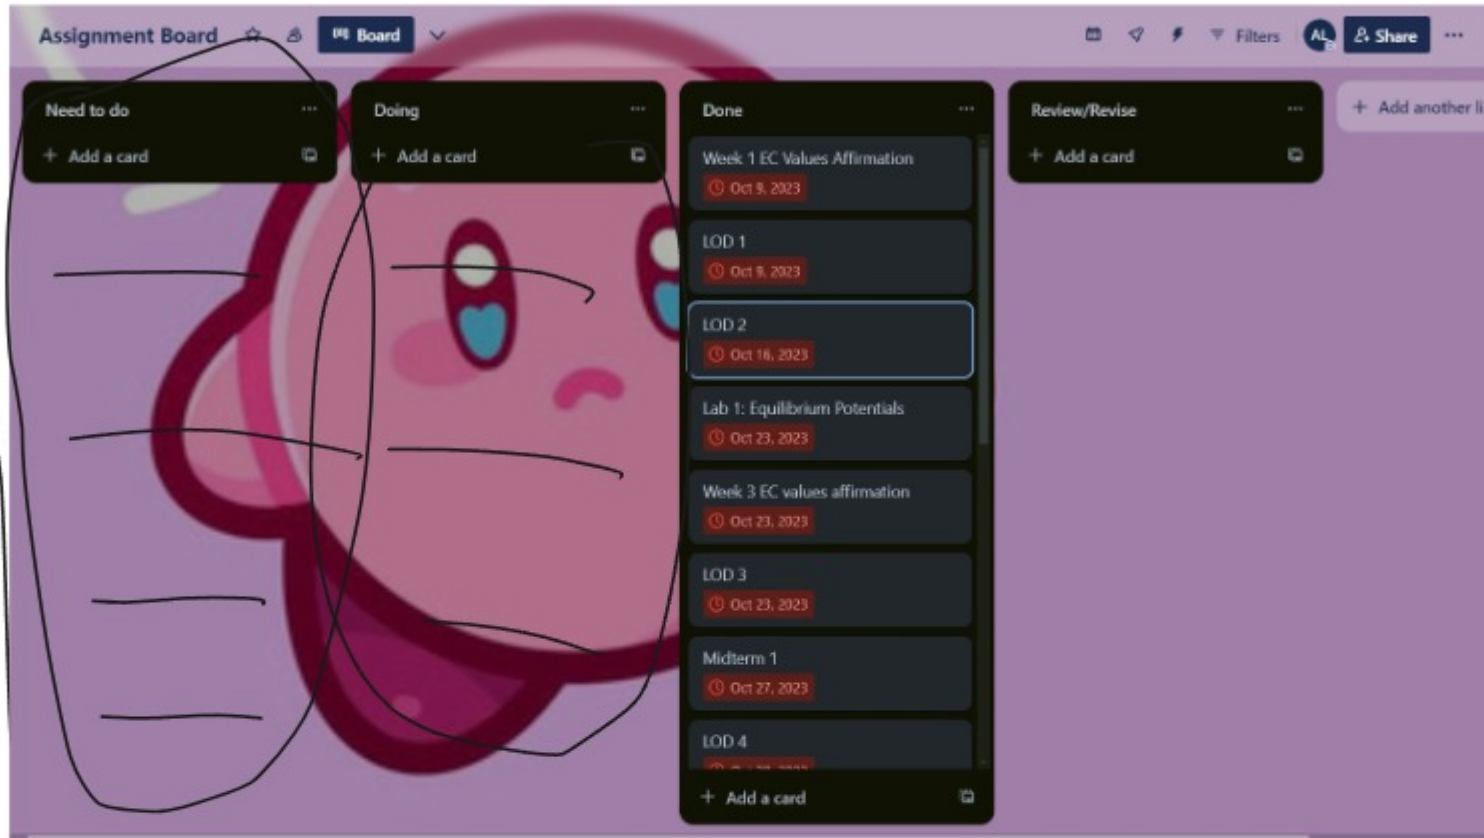 Assignment Board
Board
Filters
AL
Share
Need to do
+ Add a card
Doing
+ Add a card
Done
Week 1 EC Values Affirmation
Oct 9, 2023
LOD 1
Oct 9, 2023
LOD 2
Oct 16, 2023
Lab 1: Equilibrium Potentials
Oct 23, 2023
Week 3 EC values affirmation
Oct 23, 2023
LOD 3
Oct 23, 2023
Midterm 1
Oct 27, 2023
LOD 4
+ Add a card
Review/Revise
+ Add a card
+ Add another li